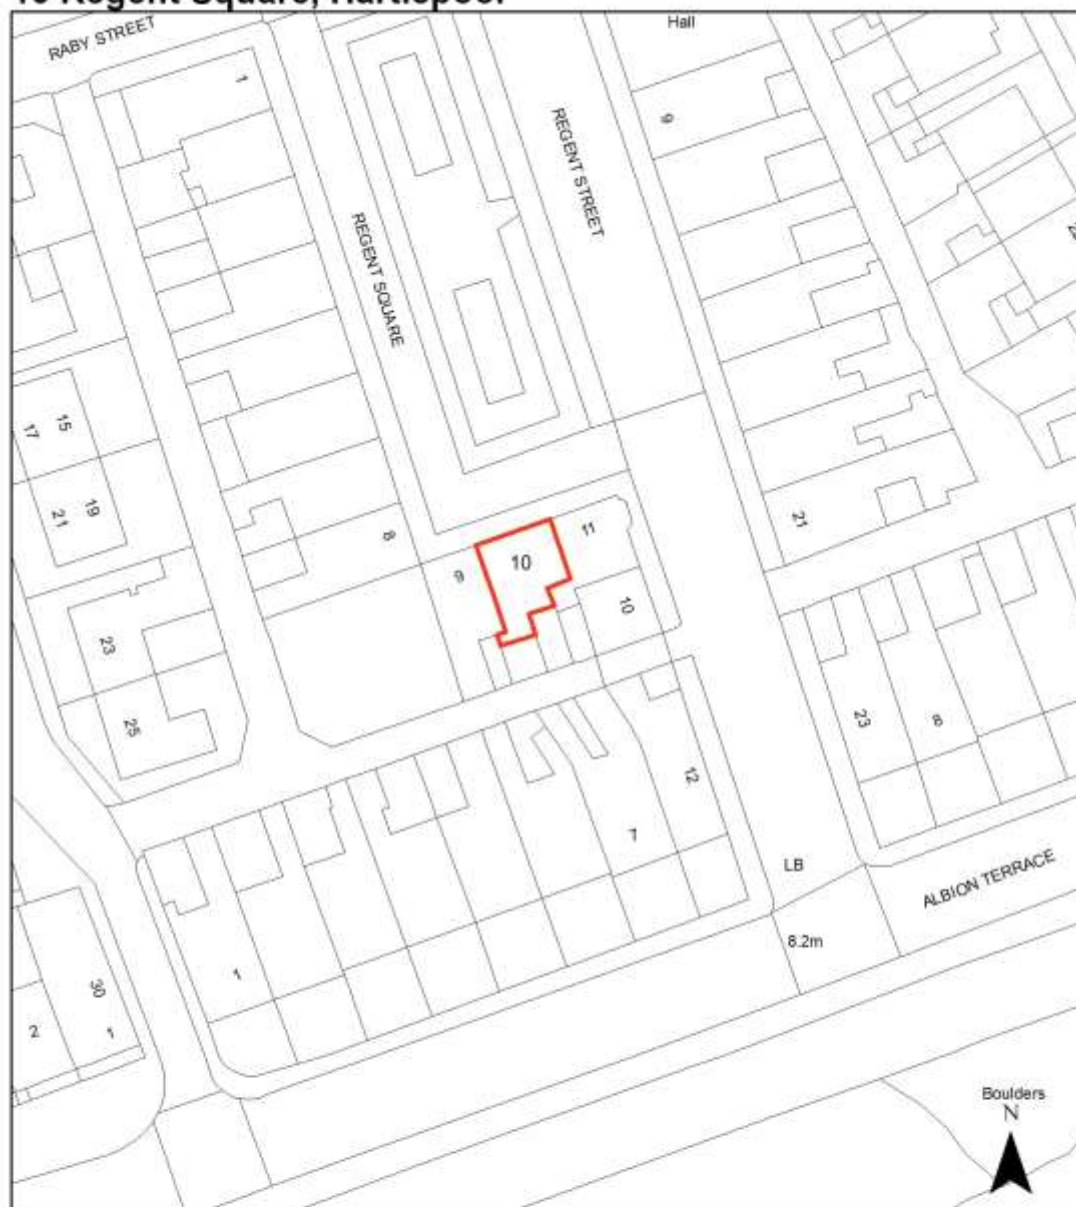 10 Regent Square, Hartlepool
Hall
RABY STREET
1
9
REGENT STREET
REGENT SQUARE
15
17
19
21
21
8
11
10
9
10
23
25
23
8
12
7
LB
ALBION TERRACE
8.2m
1
30
2
1
Boulders
N